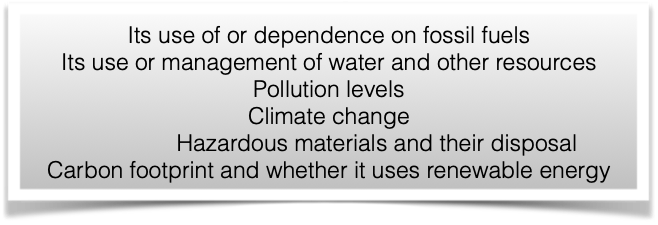 Its use of or dependence on fossil fuels
Its use or management of water and other resources
Pollution levels
Climate change
Hazardous materials and their disposal
Carbon footprint and whether it uses renewable energy